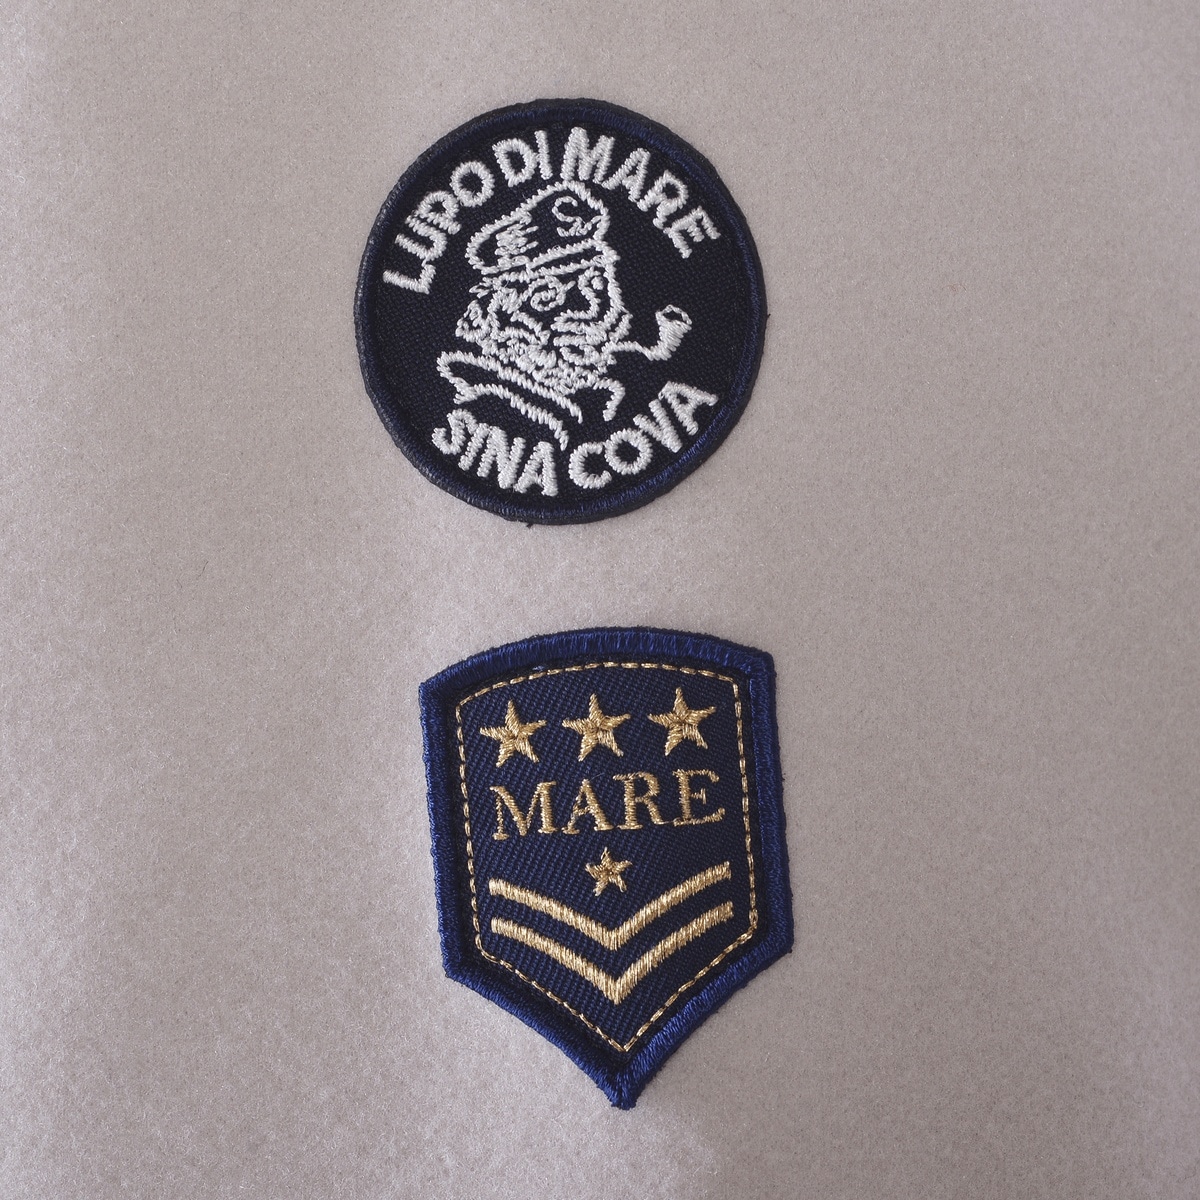 LUPO DI MARE
S
SINA COVA
MARE